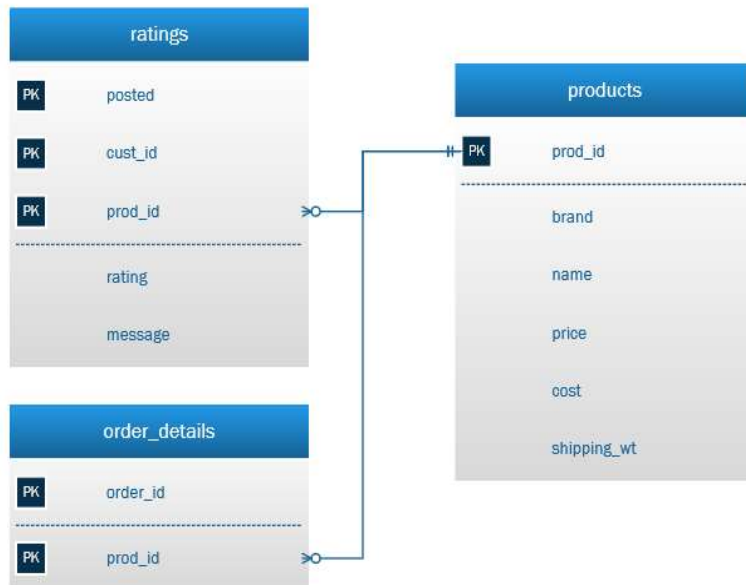 ratings
PK posted
PK cust_id
PK prod_id
rating
message
products
PK prod_id
brand
name
price
cost
shipping_wt
order_details
PK order_id
PK prod_id